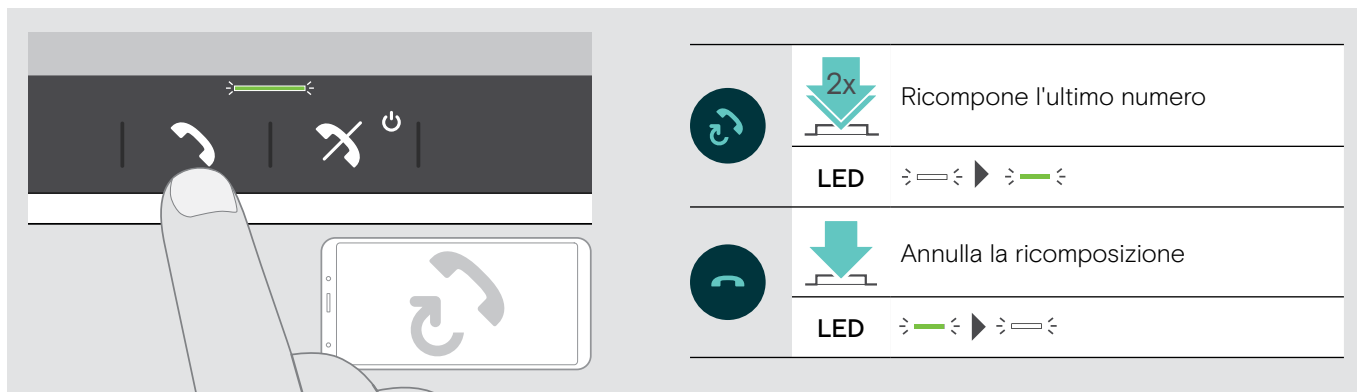 2x
Ricompone l'ultimo numero
LED
Annulla la ricomposizione
LED